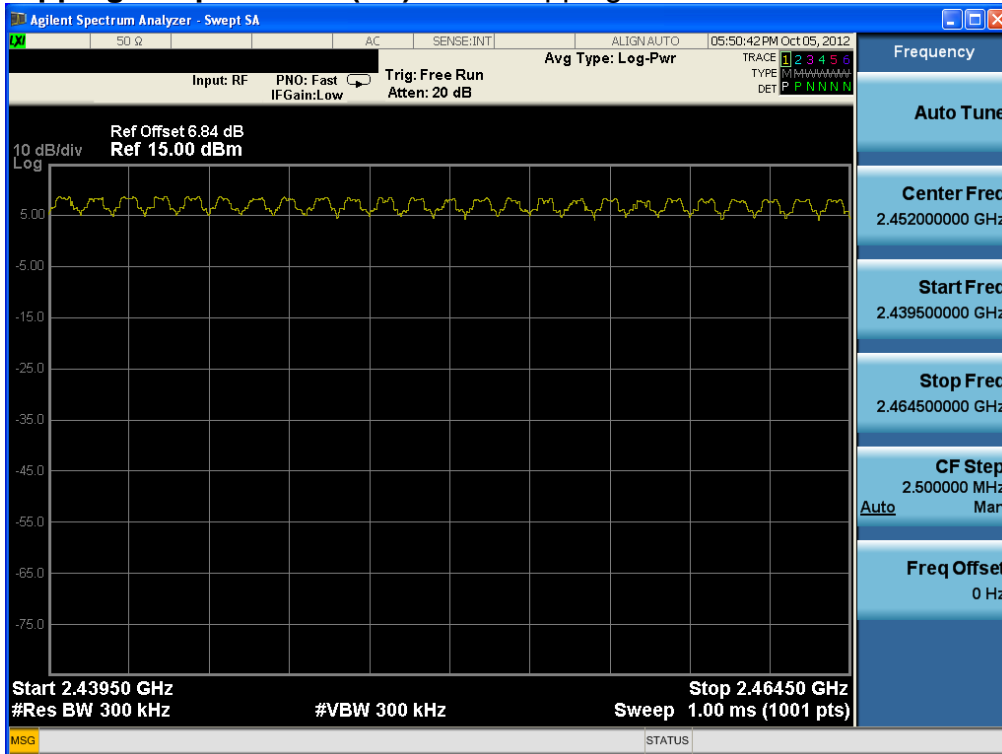 Agilent Spectrum Analyzer - Swept SA
LXI 50 Ω AC SENSE:INT ALIGN AUTO 05:50:42 PM Oct 05, 2012
Frequency
Avg Type: Log-Pwr
TRACE 1 2 3 4 5 6
TYPE M
DET P P N N N N
Input: RF PNO: Fast Trig: Free Run
IFGain:Low Atten: 20 dB
Auto Tune
Ref Offset 6.84 dB
10 dB/div Ref 15.00 dBm
Log
5.00
-5.00
-15.0
-25.0
-35.0
-45.0
-55.0
-65.0
-75.0
Center Freq
2.452000000 GHz
Start Freq
2.439500000 GHz
Stop Freq
2.464500000 GHz
CF Step
2.500000 MHz
Auto Man
Freq Offset
0 Hz
Start 2.43950 GHz Stop 2.46450 GHz
#Res BW 300 kHz #VBW 300 kHz Sweep 1.00 ms (1001 pts)
MSG STATUS